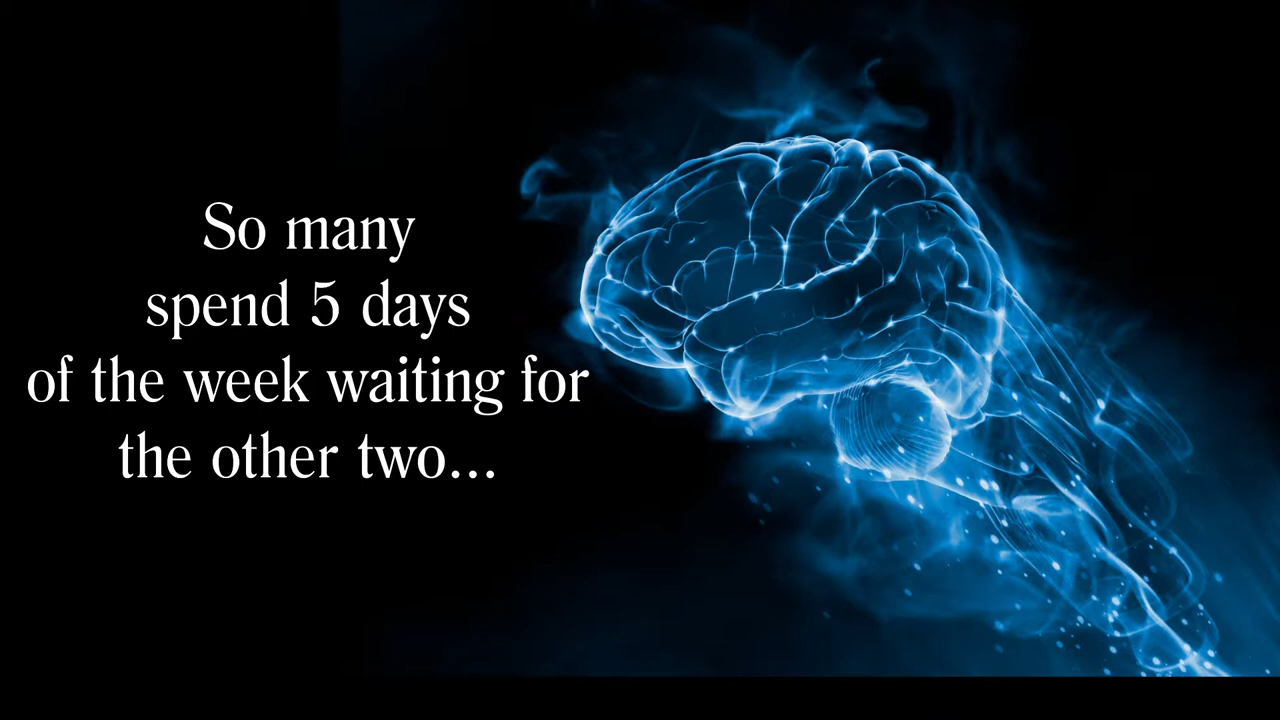 So many
spend 5 days
of the week waiting for
the other two...